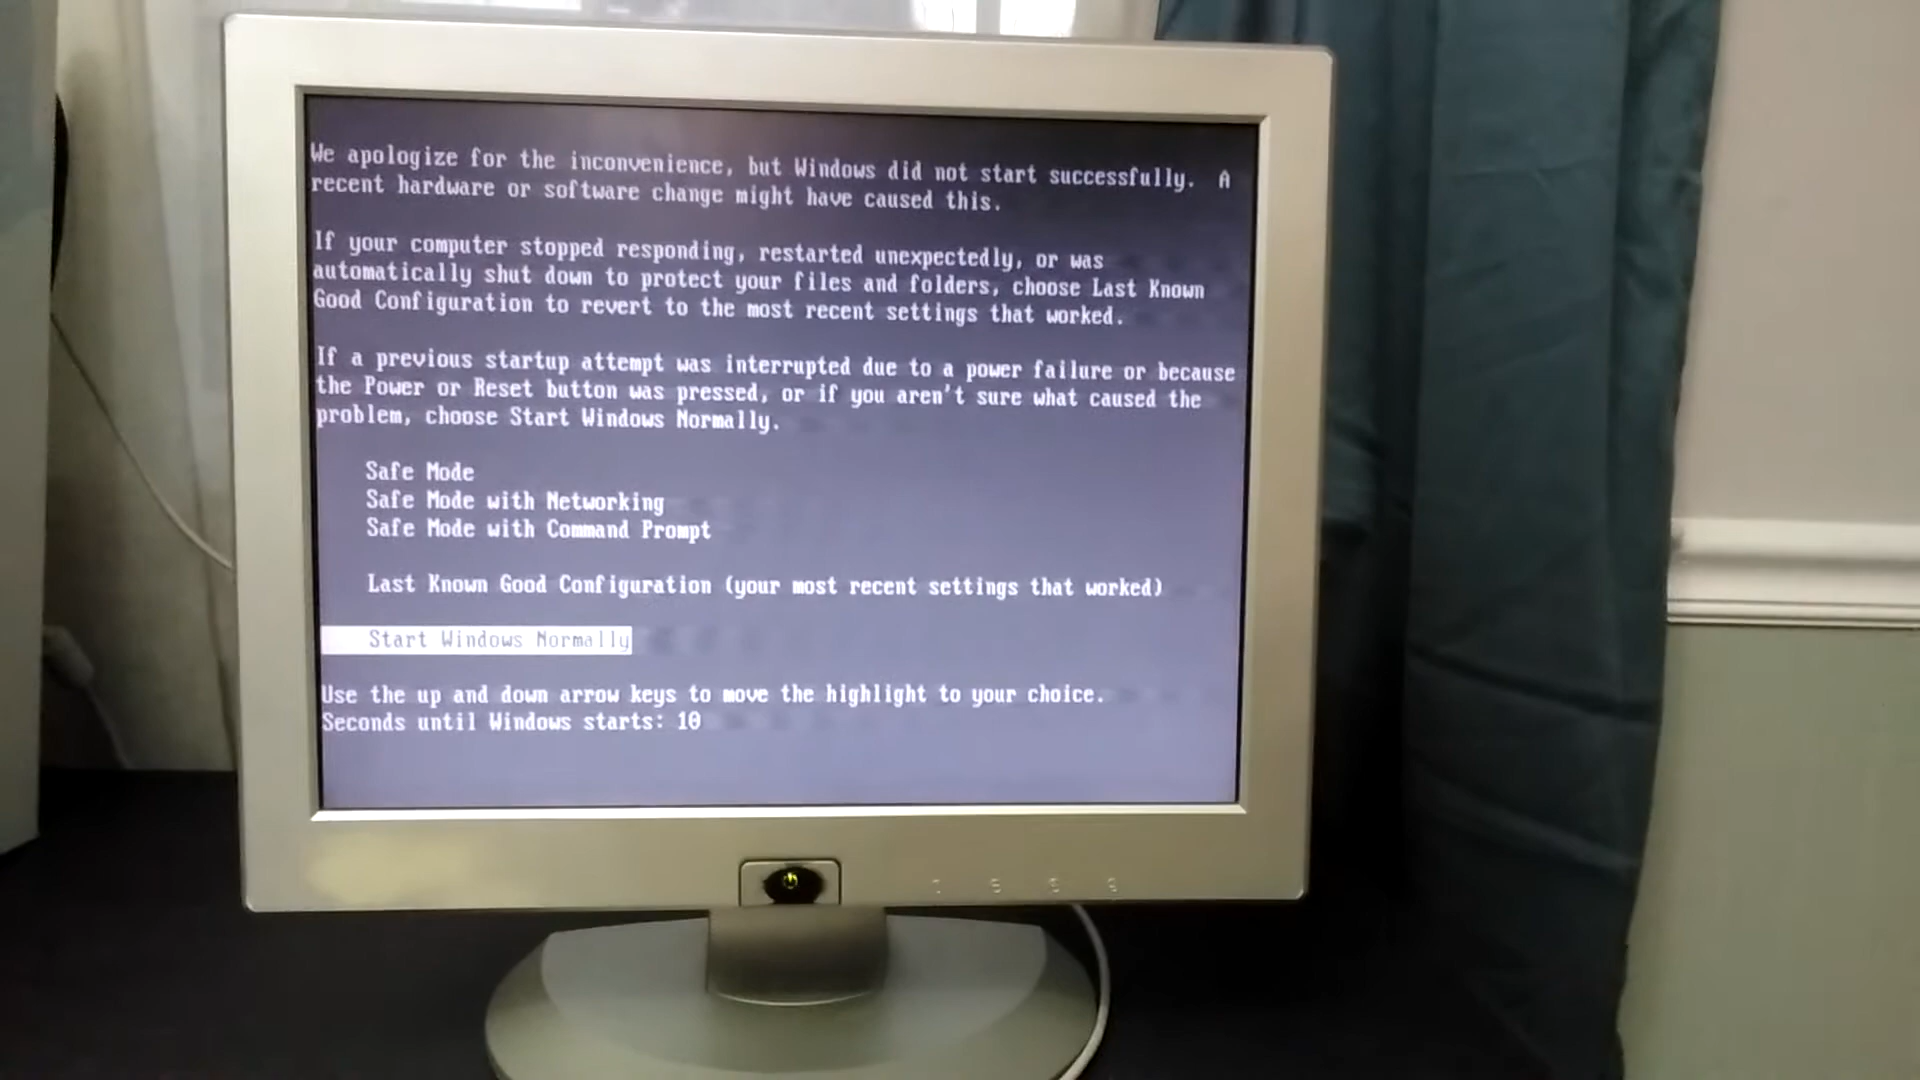 We apologize for the inconvenience, but Windows did not start successfully. A
recent hardware or software change might have caused this.
If your computer stopped responding, restarted unexpectedly, or was
automatically shut down to protect your files and folders, choose Last Known
Good Configuration to revert to the most recent settings that worked.
If a previous startup attempt was interrupted due to a power failure or because
the Power or Reset button was pressed, or if you aren't sure what caused the
problem, choose Start Windows Normally.
Safe Mode
Safe Mode with Networking
Safe Mode with Command Prompt
Last Known Good Configuration (your most recent settings that worked)
Start Windows Normally
Use the up and down arrow keys to move the highlight to your choice.
Seconds until Windows starts: 10